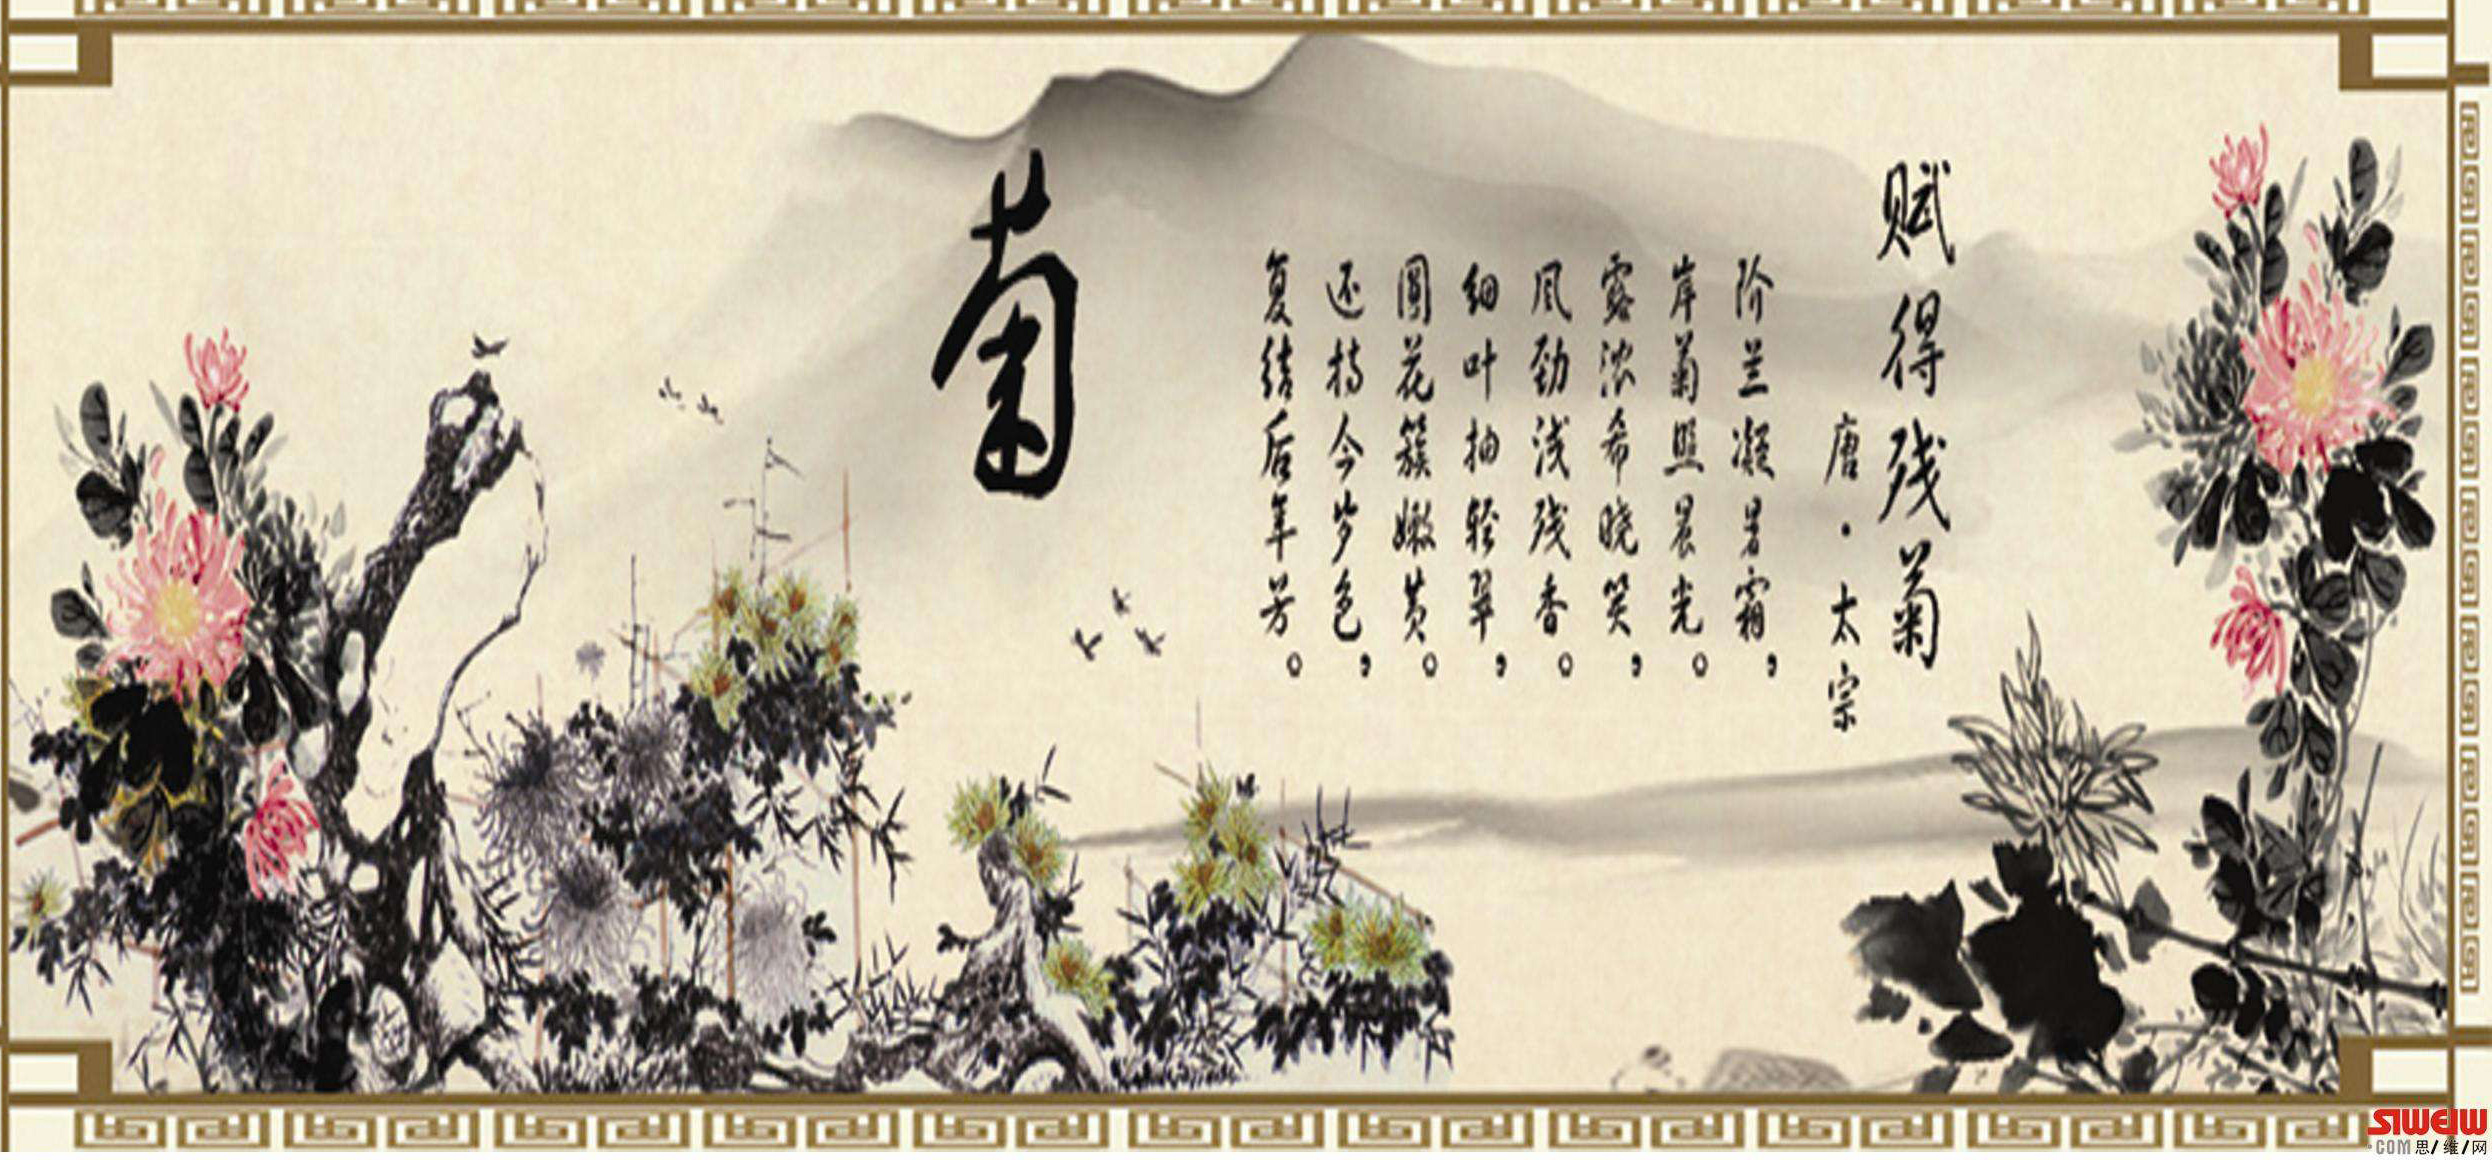 赋得残菊
唐·太宗
阶兰凝暑霜，
岸菊照晨光。
露浓希晓笑，
风劲浅残香。
细叶抽轻翠，
圓花簇嫩黄。
还持今岁色，
复结后年芳。
菊
SIWEIW
.COM思/维/网